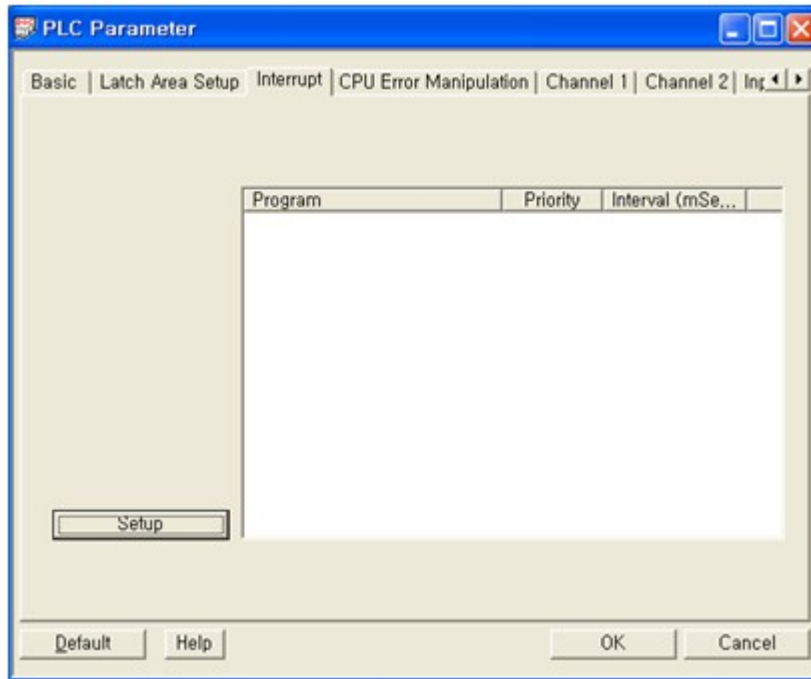 PLC Parameter
Basic | Latch Area Setup | Interrupt | CPU Error Manipulation | Channel 1 | Channel 2 | Inp
Program Priority Interval (mSe...
Setup
Default Help OK Cancel